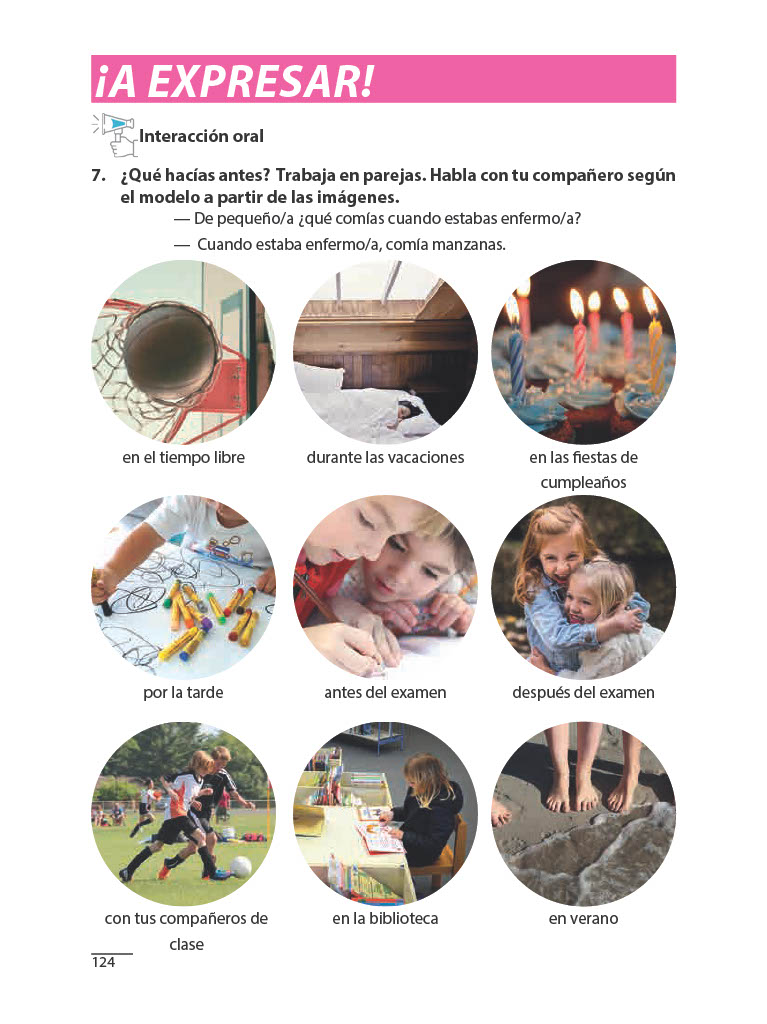 ¡A EXPRESAR!
Interacción oral
7. ¿Qué hacías antes? Trabaja en parejas. Habla con tu compañero según
el modelo a partir de las imágenes.
— De pequeño/a ¿qué comías cuando estabas enfermo/a?
— Cuando estaba enfermo/a, comía manzanas.
en el tiempo libre
durante las vacaciones
en las fiestas de
cumpleaños
por la tarde
antes del examen
después del examen
con tus compañeros de
clase
en la biblioteca
en verano
124